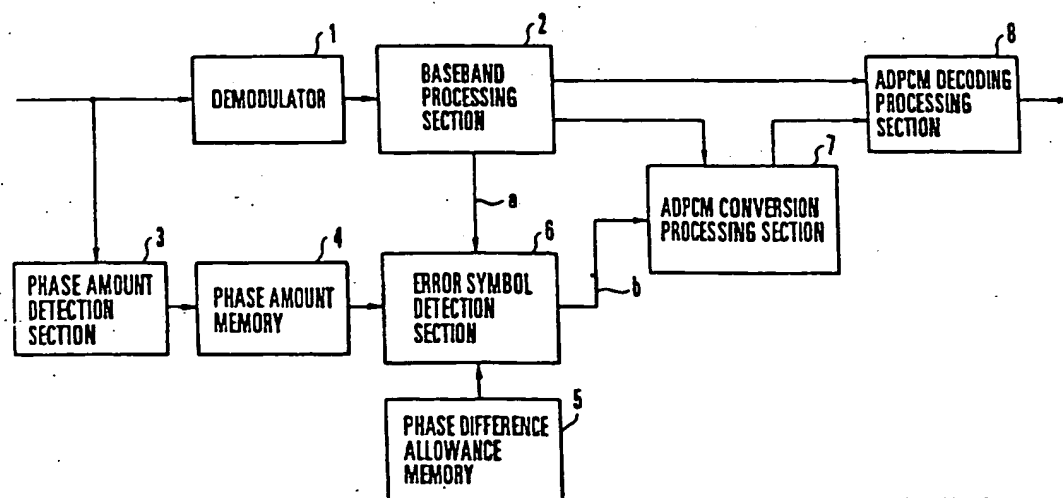 1
DEMODULATOR
2
BASEBAND
PROCESSING
SECTION
8
ADPCM DECODING
PROCESSING
SECTION
7
ADPCM CONVERSION
PROCESSING SECTION
a
3
PHASE AMOUNT
DETECTION
SECTION
4
PHASE AMOUNT
MEMORY
6
ERROR SYMBOL
DETECTION
SECTION
b
5
PHASE DIFFERENCE
ALLOWANCE
MEMORY